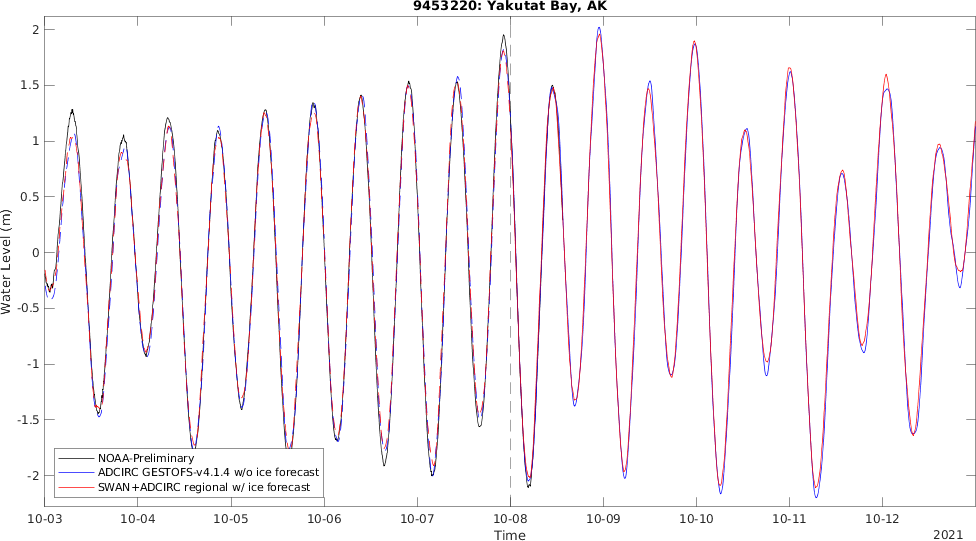 9453220: Yakutat Bay, AK
2
1.5
1
0.5
0
-0.5
-1
-1.5
-2
Water Level (m)
NOAA-Preliminary
ADCIRC GESTOFS-v4.1.4 w/o ice forecast
SWAN+ADCIRC regional w/ ice forecast
10-03 10-04 10-05 10-06 10-07 10-08 10-09 10-10 10-11 10-12
Time
2021